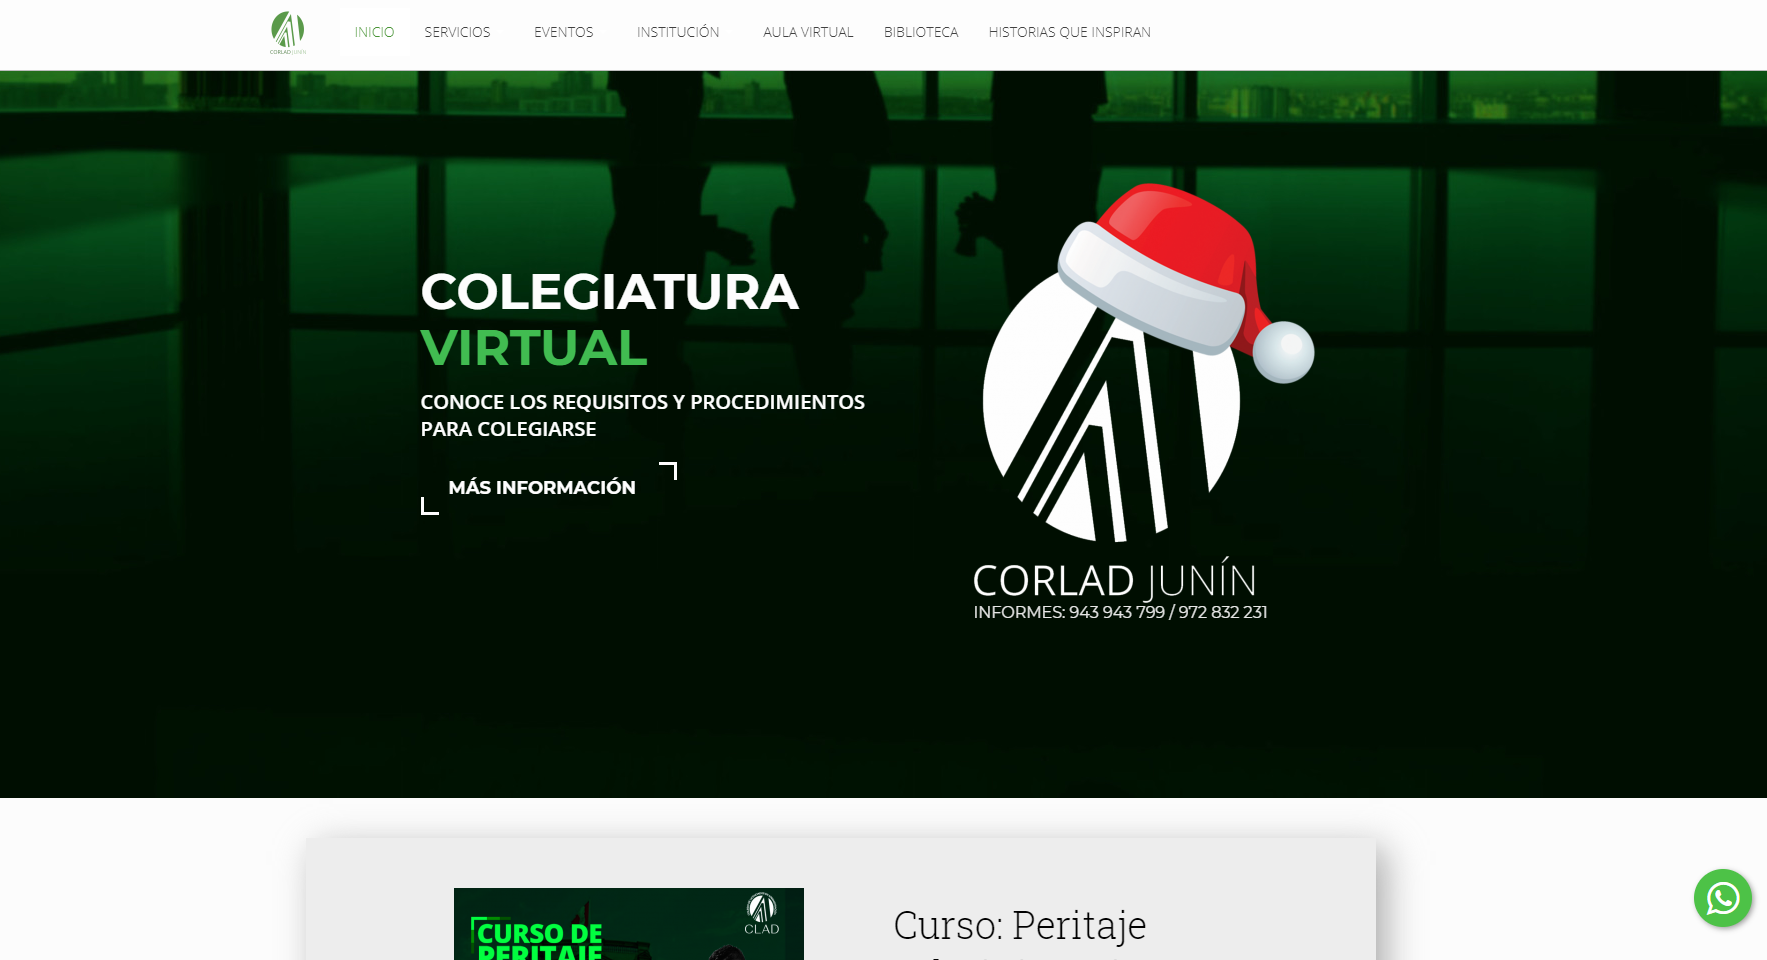 CORLAD JUNÍN
INICIO
SERVICIOS
EVENTOS
INSTITUCIÓN
AULA VIRTUAL
BIBLIOTECA
HISTORIAS QUE INSPIRAN
COLEGIATURA
VIRTUAL
CONOCE LOS REQUISITOS Y PROCEDIMIENTOS
PARA COLEGIARSE
MÁS INFORMACIÓN
CORLAD JUNÍN
INFORMES: 943 943 799 / 972 832 231
CLAD
CURSO DE
PERITAJE
Curso: Peritaje